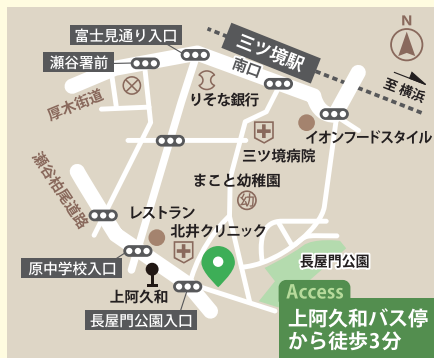 富士見通り入口
三ツ境駅
N
瀬谷署前
南口
至 横浜
りそな銀行
厚木街道
イオンフードスタイル
三ツ境病院
まこと幼稚園
幼
瀬谷柏尾道路
レストラン
北井クリニック
原中学校入口
長屋門公園
上阿久和
長屋門公園入口
Access
上阿久和バス停
から徒歩3分